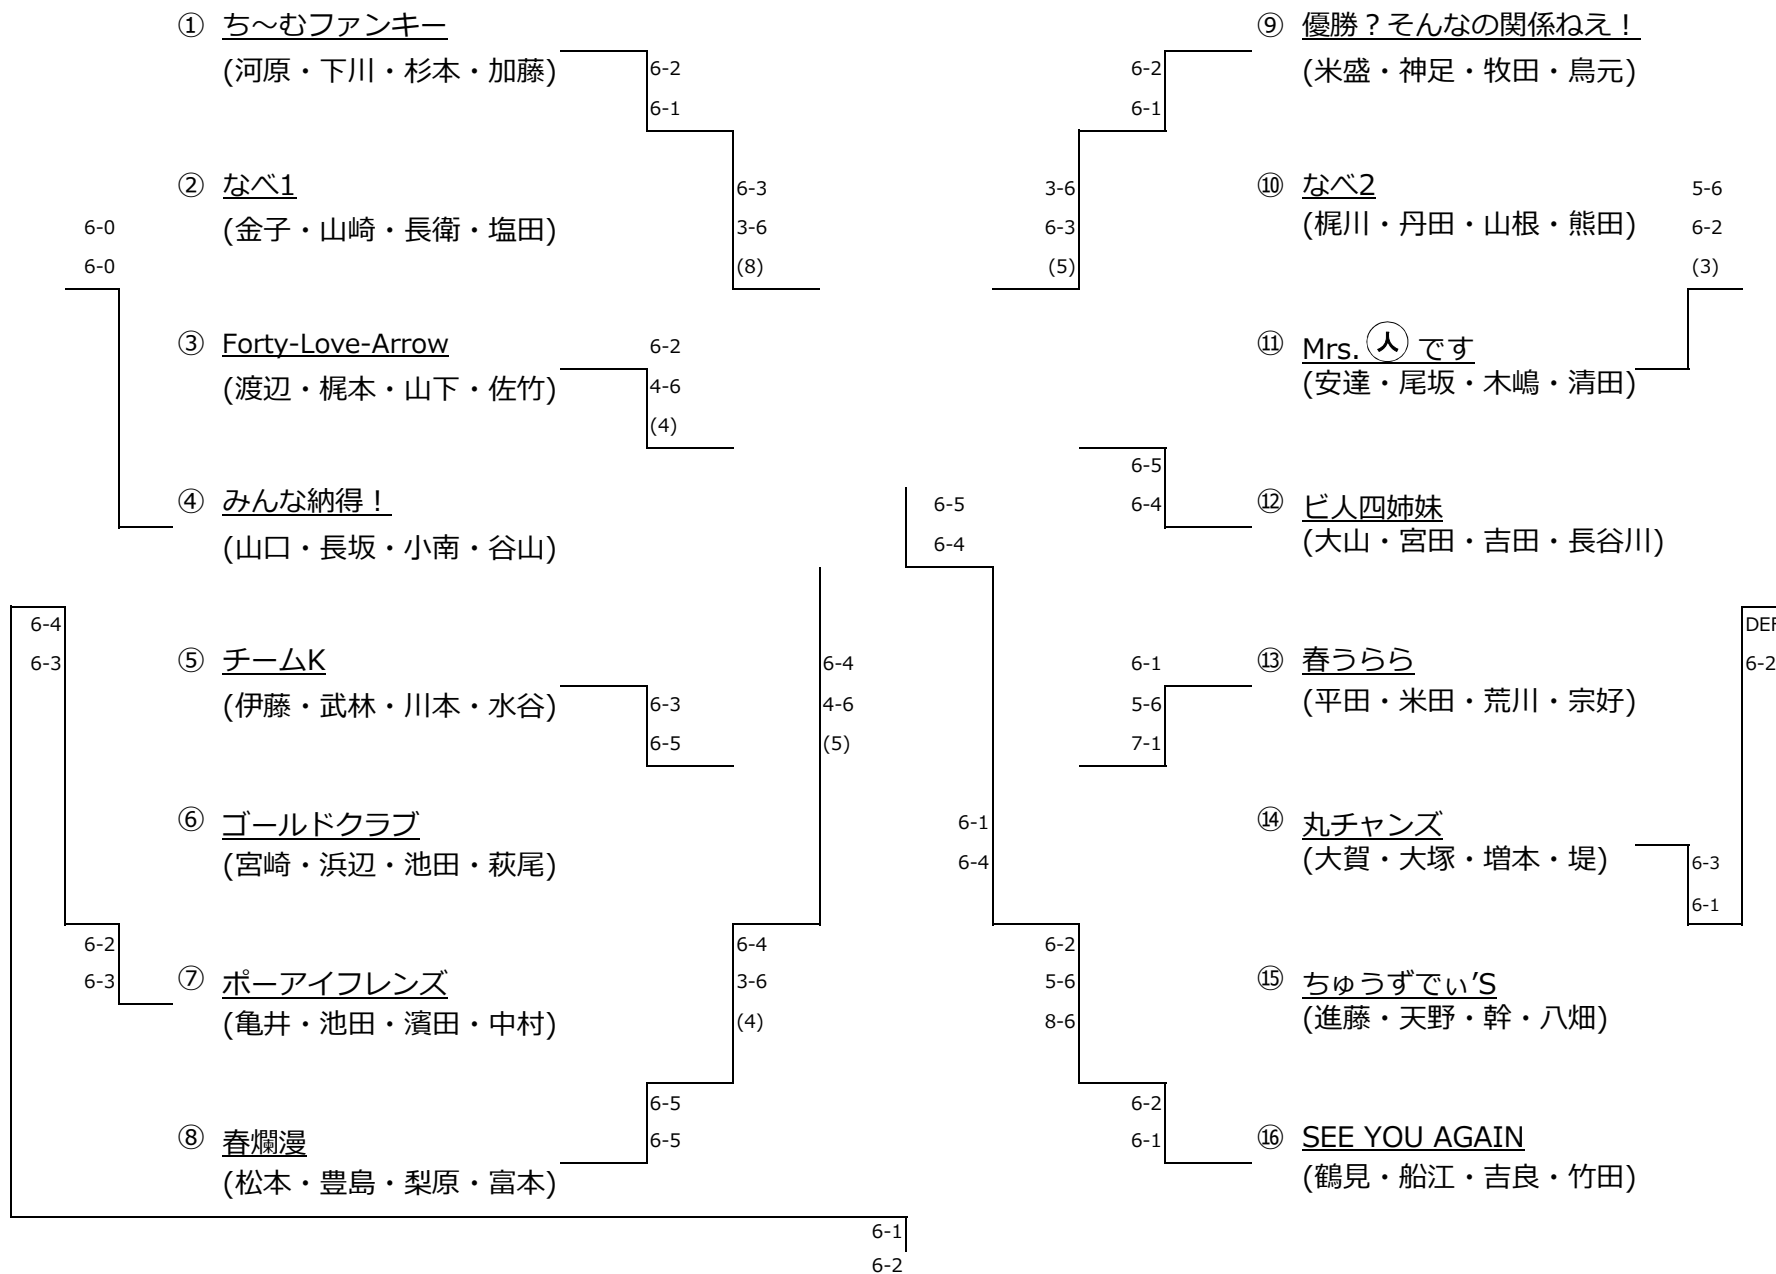 ① ち～むファンキー
(河原・下川・杉本・加藤)
6-2
6-1
② なべ1
(金子・山崎・長衛・塩田)
6-0
6-0
6-3
3-6
(8)
③ Forty-Love-Arrow
(渡辺・梶本・山下・佐竹)
6-2
4-6
(4)
④ みんな納得！
(山口・長坂・小南・谷山)
6-4
6-3
⑤ チームK
(伊藤・武林・川本・水谷)
6-3
6-5
6-4
4-6
(5)
⑥ ゴールドクラブ
(宮崎・浜辺・池田・萩尾)
⑦ ポーアイフレンズ
(亀井・池田・濱田・中村)
6-2
6-3
6-4
3-6
(4)
⑧ 春爛漫
(松本・豊島・梨原・富本)
6-5
6-5
6-1
6-2
⑨ 優勝？そんなの関係ねえ！
(米盛・神足・牧田・鳥元)
6-2
6-1
⑩ なべ2
(梶川・丹田・山根・熊田)
3-6
6-3
(5)
5-6
6-2
(3)
⑪ Mrs. 人 です
(安達・尾坂・木嶋・清田)
⑫ ビ人四姉妹
(大山・宮田・吉田・長谷川)
6-5
6-4
6-5
6-4
⑬ 春うらら
(平田・米田・荒川・宗好)
6-1
5-6
7-1
DEF
6-2
⑭ 丸チャンズ
(大賀・大塚・増本・堤)
6-1
6-4
6-3
6-1
⑮ ちゅうずでぃ’S
(進藤・天野・幹・八畑)
6-2
5-6
8-6
⑯ SEE YOU AGAIN
(鶴見・船江・吉良・竹田)
6-2
6-1